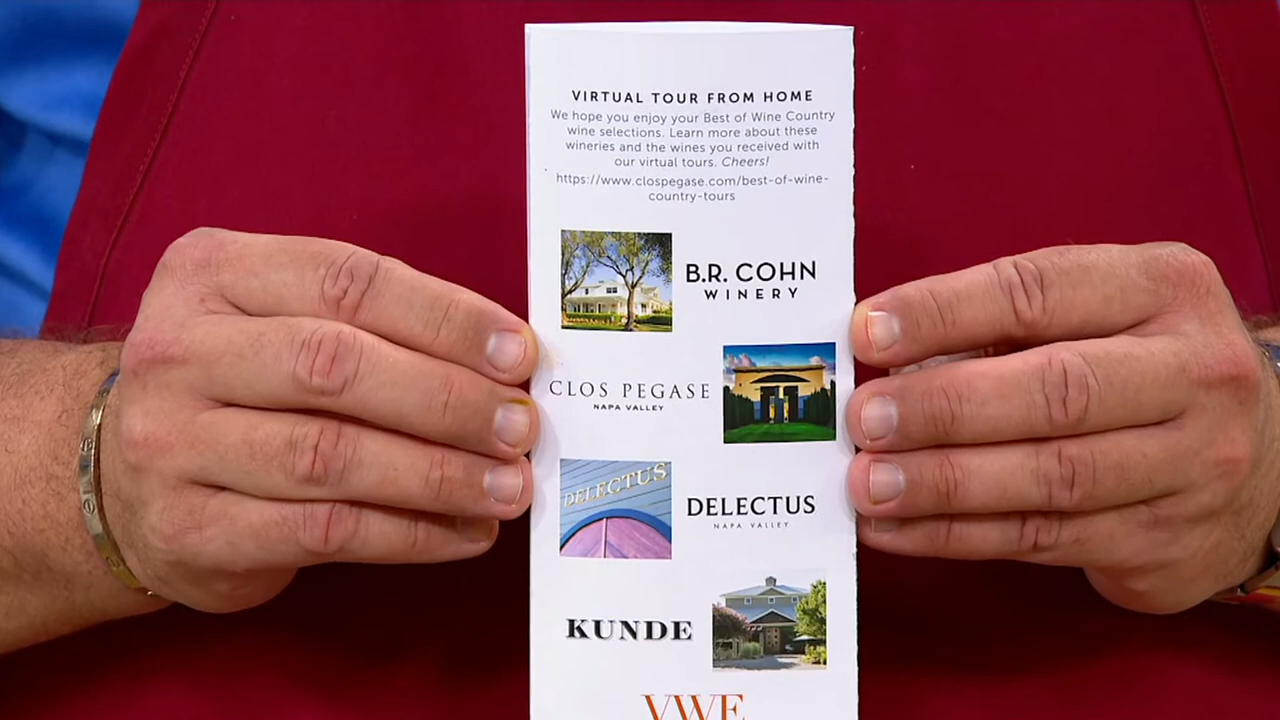 VIRTUAL TOUR FROM HOME
We hope you enjoy your Best of Wine Country
wine selections. Learn more about these
wineries and the wines you received with
our virtual tours. Cheers!
https://www.clospegase.com/best-of-wine-
country-tours
B.R. COHN
WINERY
CLOS PEGASE
NAPA VALLEY
DELECTUS
DELECTUS
NAPA VALLEY
KUNDE
VWE